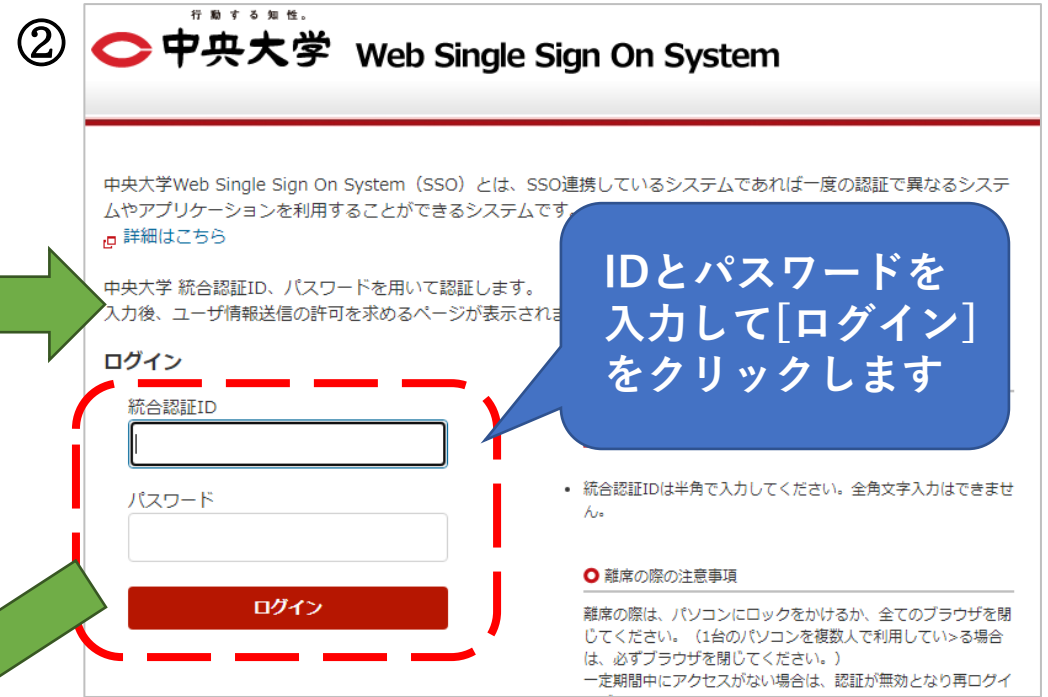 ②
行動する知性。
中央大学 Web Single Sign On System
中央大学Web Single Sign On System（SSO）とは、SSO連携しているシステムであれば一度の認証で異なるシステ
ムやアプリケーションを利用することができるシステムです。
詳細はこちら
中央大学 統合認証ID、パスワードを用いて認証します。
入力後、ユーザ情報送信の許可を求めるページが表示されま
IDとパスワードを
入力して[ログイン]
をクリックします
ログイン
統合認証ID
パスワード
ログイン
• 統合認証IDは半角で入力してください。全角文字入力はできませ
ん。
離席の際の注意事項
離席の際は、パソコンにロックをかけるか、全てのブラウザを閉
じてください。（1台のパソコンを複数人で利用してい>る場合
は、必ずブラウザを閉じてください。）
一定期間中にアクセスがない場合は、認証が無効となり再ログイ